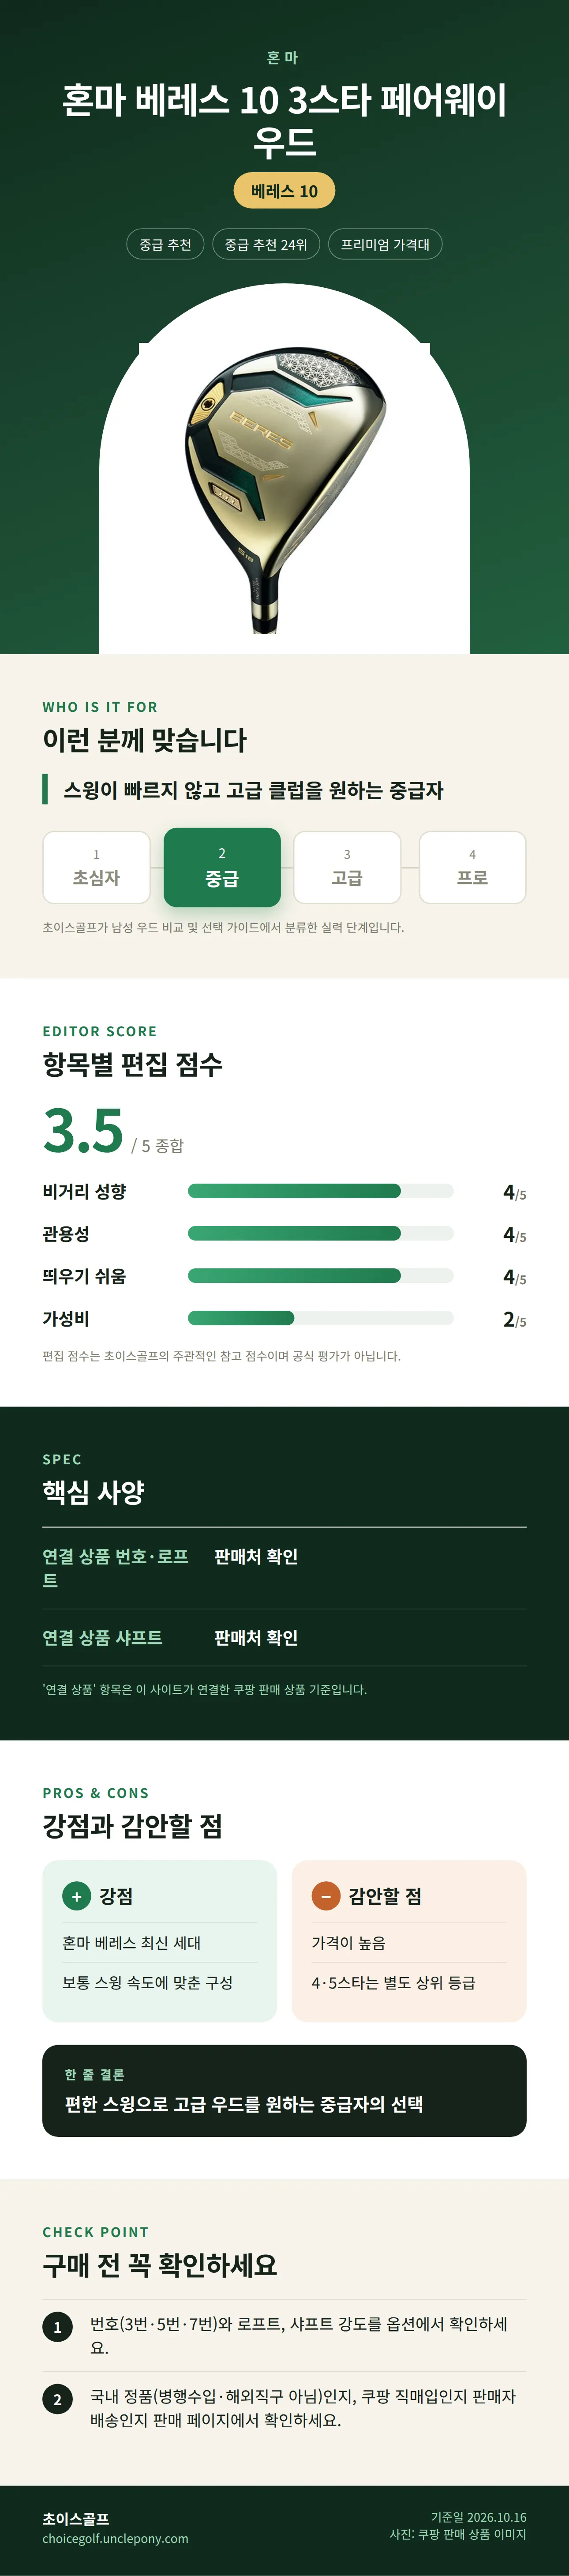 혼마
혼마 베레스 10 3스타 페어웨이
우드
베레스 10
중급 추천
중급 추천 24위
프리미엄 가격대
BERES
WHO IS IT FOR
이런 분께 맞습니다
스윙이 빠르지 않고 고급 클럽을 원하는 중급자
1
초심자
2
중급
3
고급
4
프로
초이스골프가 남성 우드 비교 및 선택 가이드에서 분류한 실력 단계입니다.
EDITOR SCORE
항목별 편집 점수
3.5 / 5 종합
비거리 성향 4/5
관용성 4/5
띄우기 쉬움 4/5
가성비 2/5
편집 점수는 초이스골프의 주관적인 참고 점수이며 공식 평가가 아닙니다.
SPEC
핵심 사양
연결 상품 번호·로프
트
판매처 확인
연결 상품 샤프트 판매처 확인
'연결 상품' 항목은 이 사이트가 연결한 쿠팡 판매 상품 기준입니다.
PROS & CONS
강점과 감안할 점
+ 강점
혼마 베레스 최신 세대
보통 스윙 속도에 맞춘 구성
− 감안할 점
가격이 높음
4·5스타는 별도 상위 등급
한 줄 결론
편한 스윙으로 고급 우드를 원하는 중급자의 선택
CHECK POINT
구매 전 꼭 확인하세요
1 번호(3번·5번·7번)와 로프트, 샤프트 강도를 옵션에서 확인하세
요.
2 국내 정품(병행수입·해외직구 아님)인지, 쿠팡 직매입인지 판매자
배송인지 판매 페이지에서 확인하세요.
초이스골프
choicegolf.unclepony.com
기준일 2026.10.16
사진: 쿠팡 판매 상품 이미지